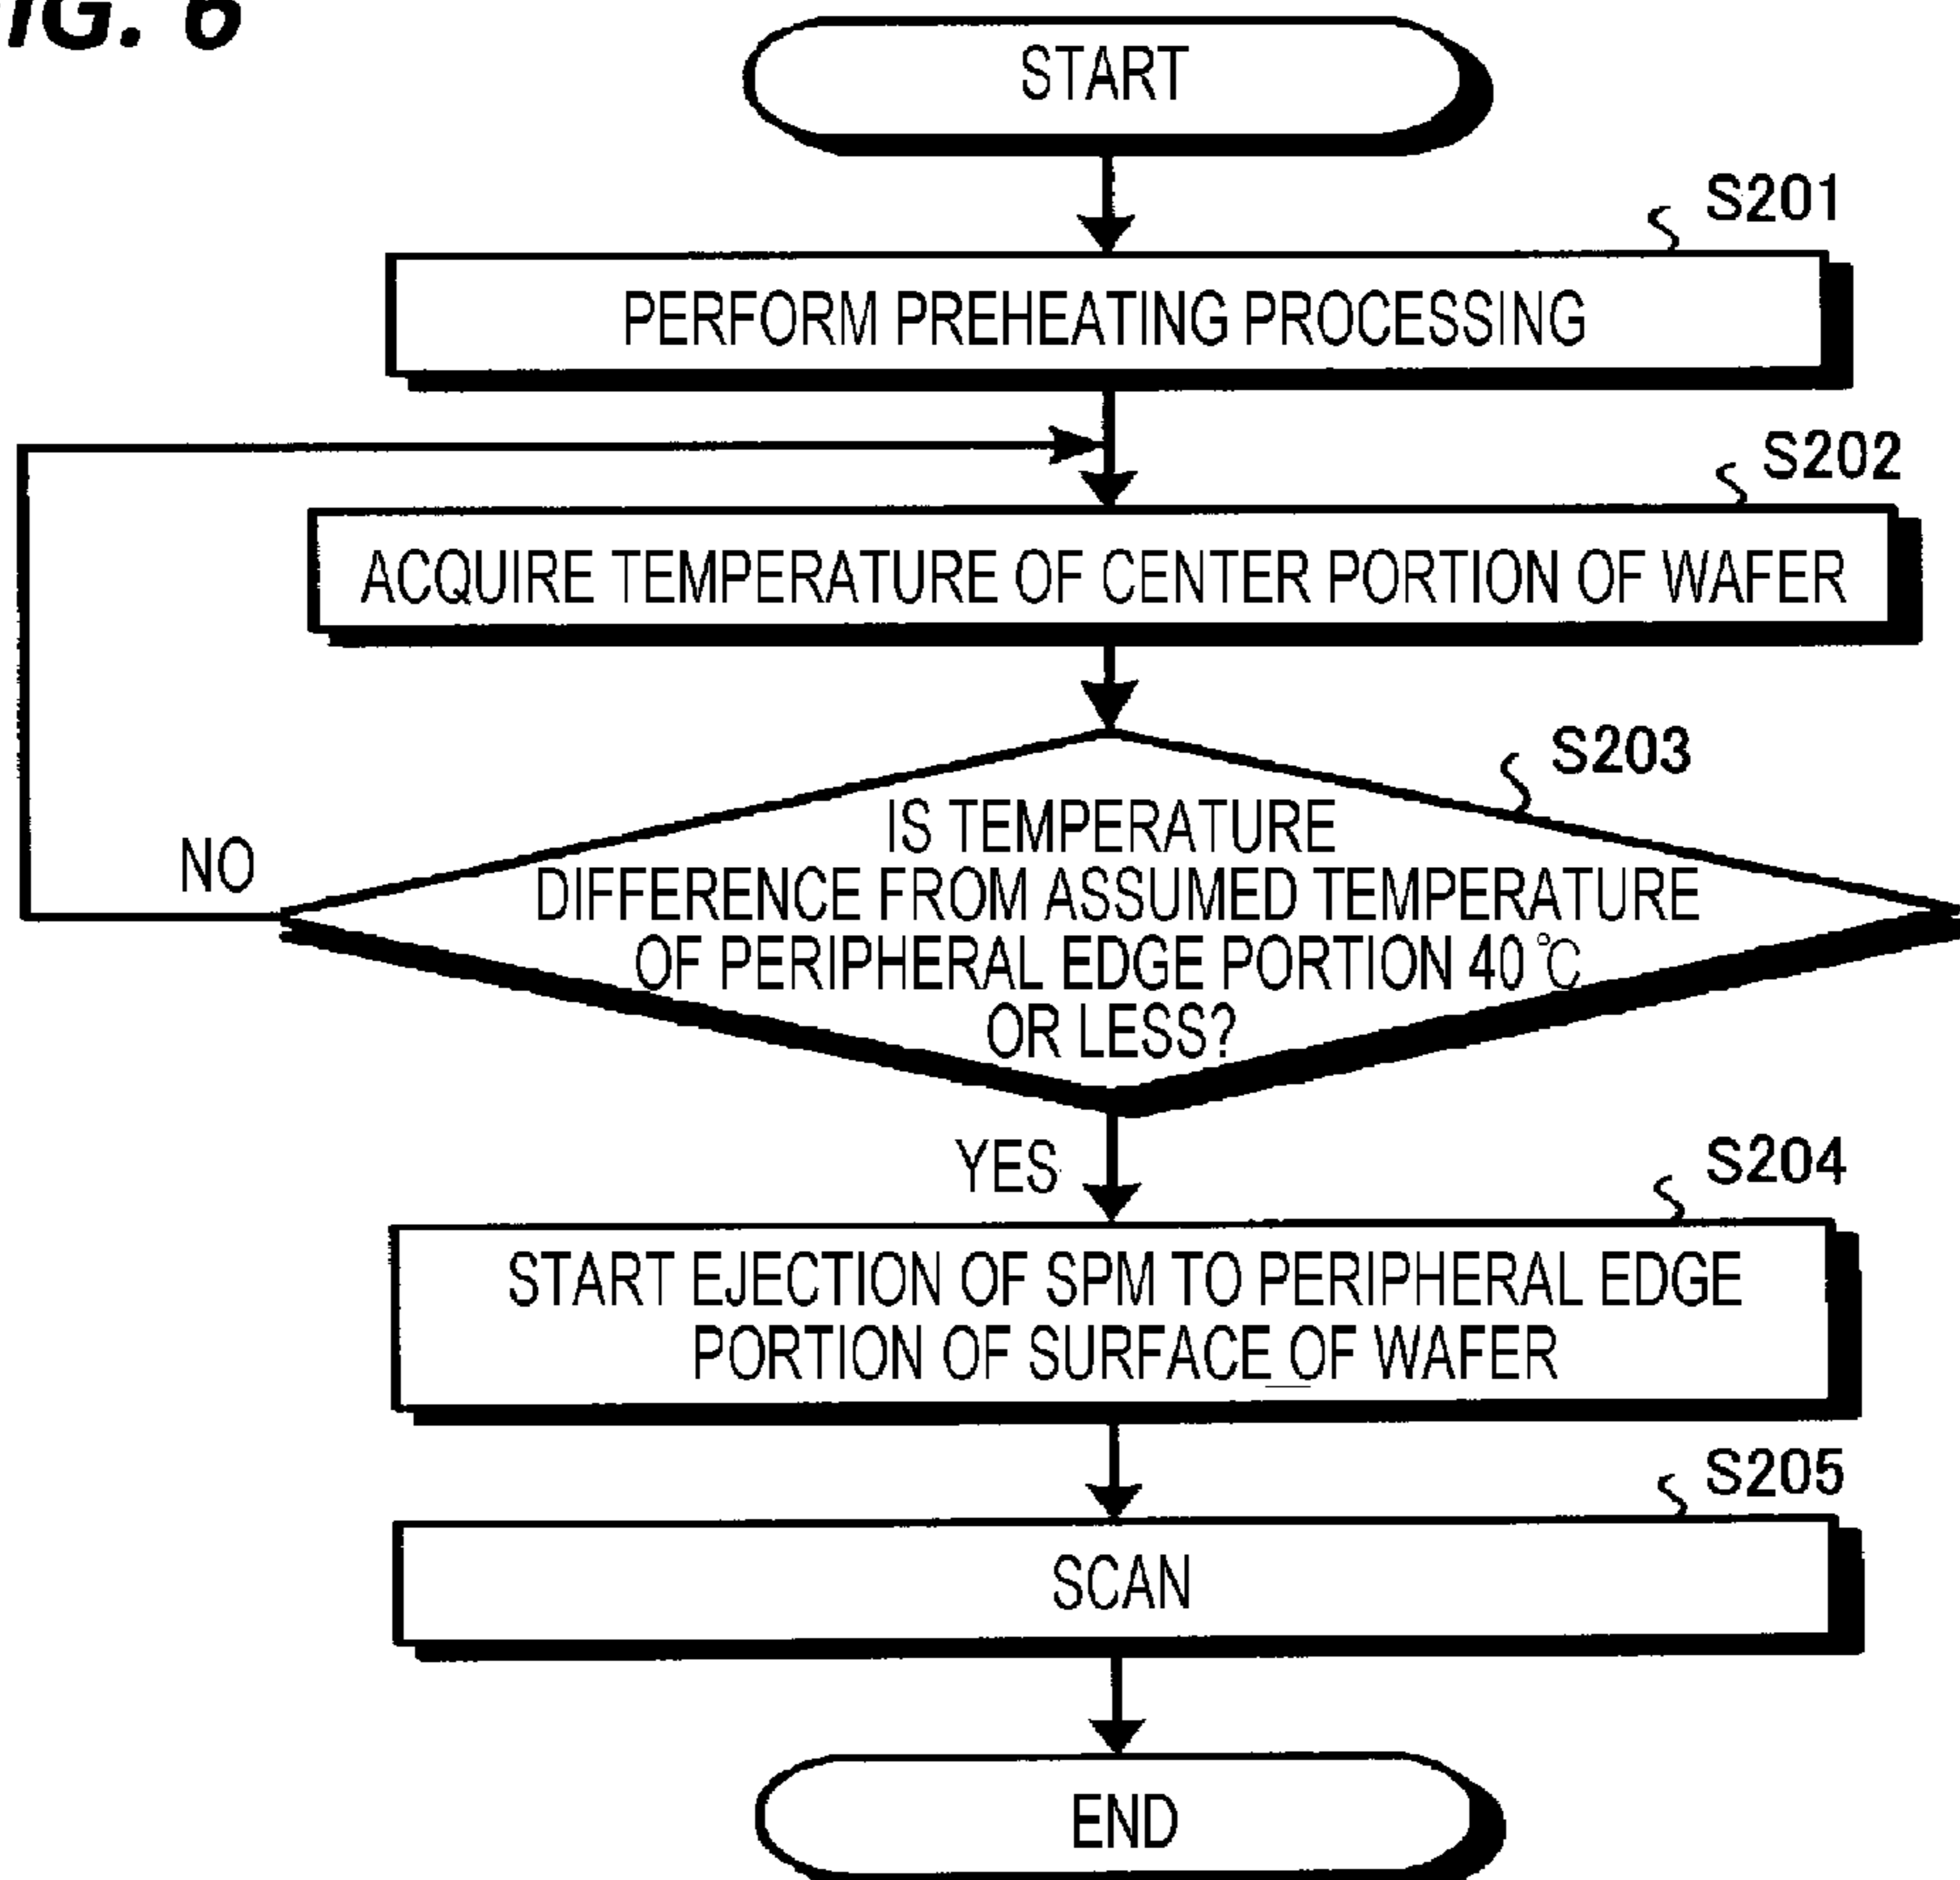 FIG. 6
START
S201
PERFORM PREHEATING PROCESSING
S202
ACQUIRE TEMPERATURE OF CENTER PORTION OF WAFER
S203
IS TEMPERATURE
DIFFERENCE FROM ASSUMED TEMPERATURE
OF PERIPHERAL EDGE PORTION 40°C
OR LESS?
NO
YES
S204
START EJECTION OF SPM TO PERIPHERAL EDGE
PORTION OF SURFACE OF WAFER
S205
SCAN
END